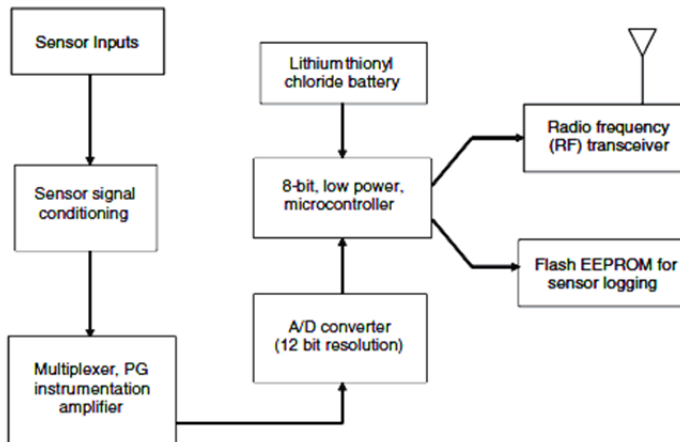 Sensor Inputs
Sensor signal
conditioning
Multiplexer, PG
instrumentation
amplifier
Lithium thionyl
chloride battery
8-bit, low power,
microcontroller
A/D converter
(12 bit resolution)
Radio frequency
(RF) transceiver
Flash EEPROM for
sensor logging